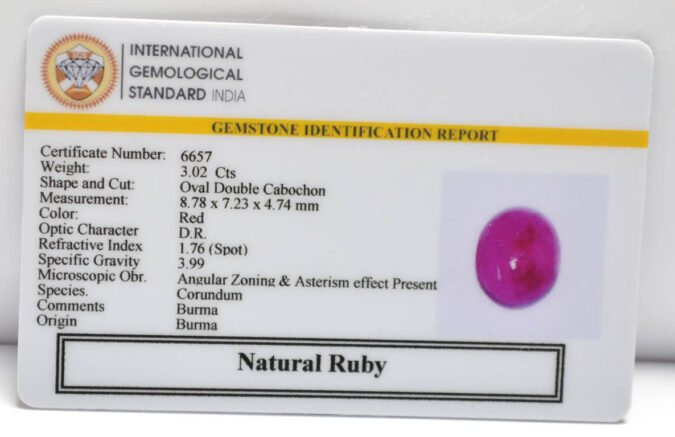 INTERNATIONAL
GEMOLOGICAL
STANDARD INDIA
GEMSTONE IDENTIFICATION REPORT
Certificate Number: 6657
Weight: 3.02 Cts
Shape and Cut: Oval Double Cabochon
Measurement: 8.78 x 7.23 x 4.74 mm
Color: Red
Optic Character D.R.
Refractive Index 1.76 (Spot)
Specific Gravity 3.99
Microscopic Obr. Angular Zoning & Asterism effect Present
Species. Corundum
Comments Burma
Origin Burma
Natural Ruby